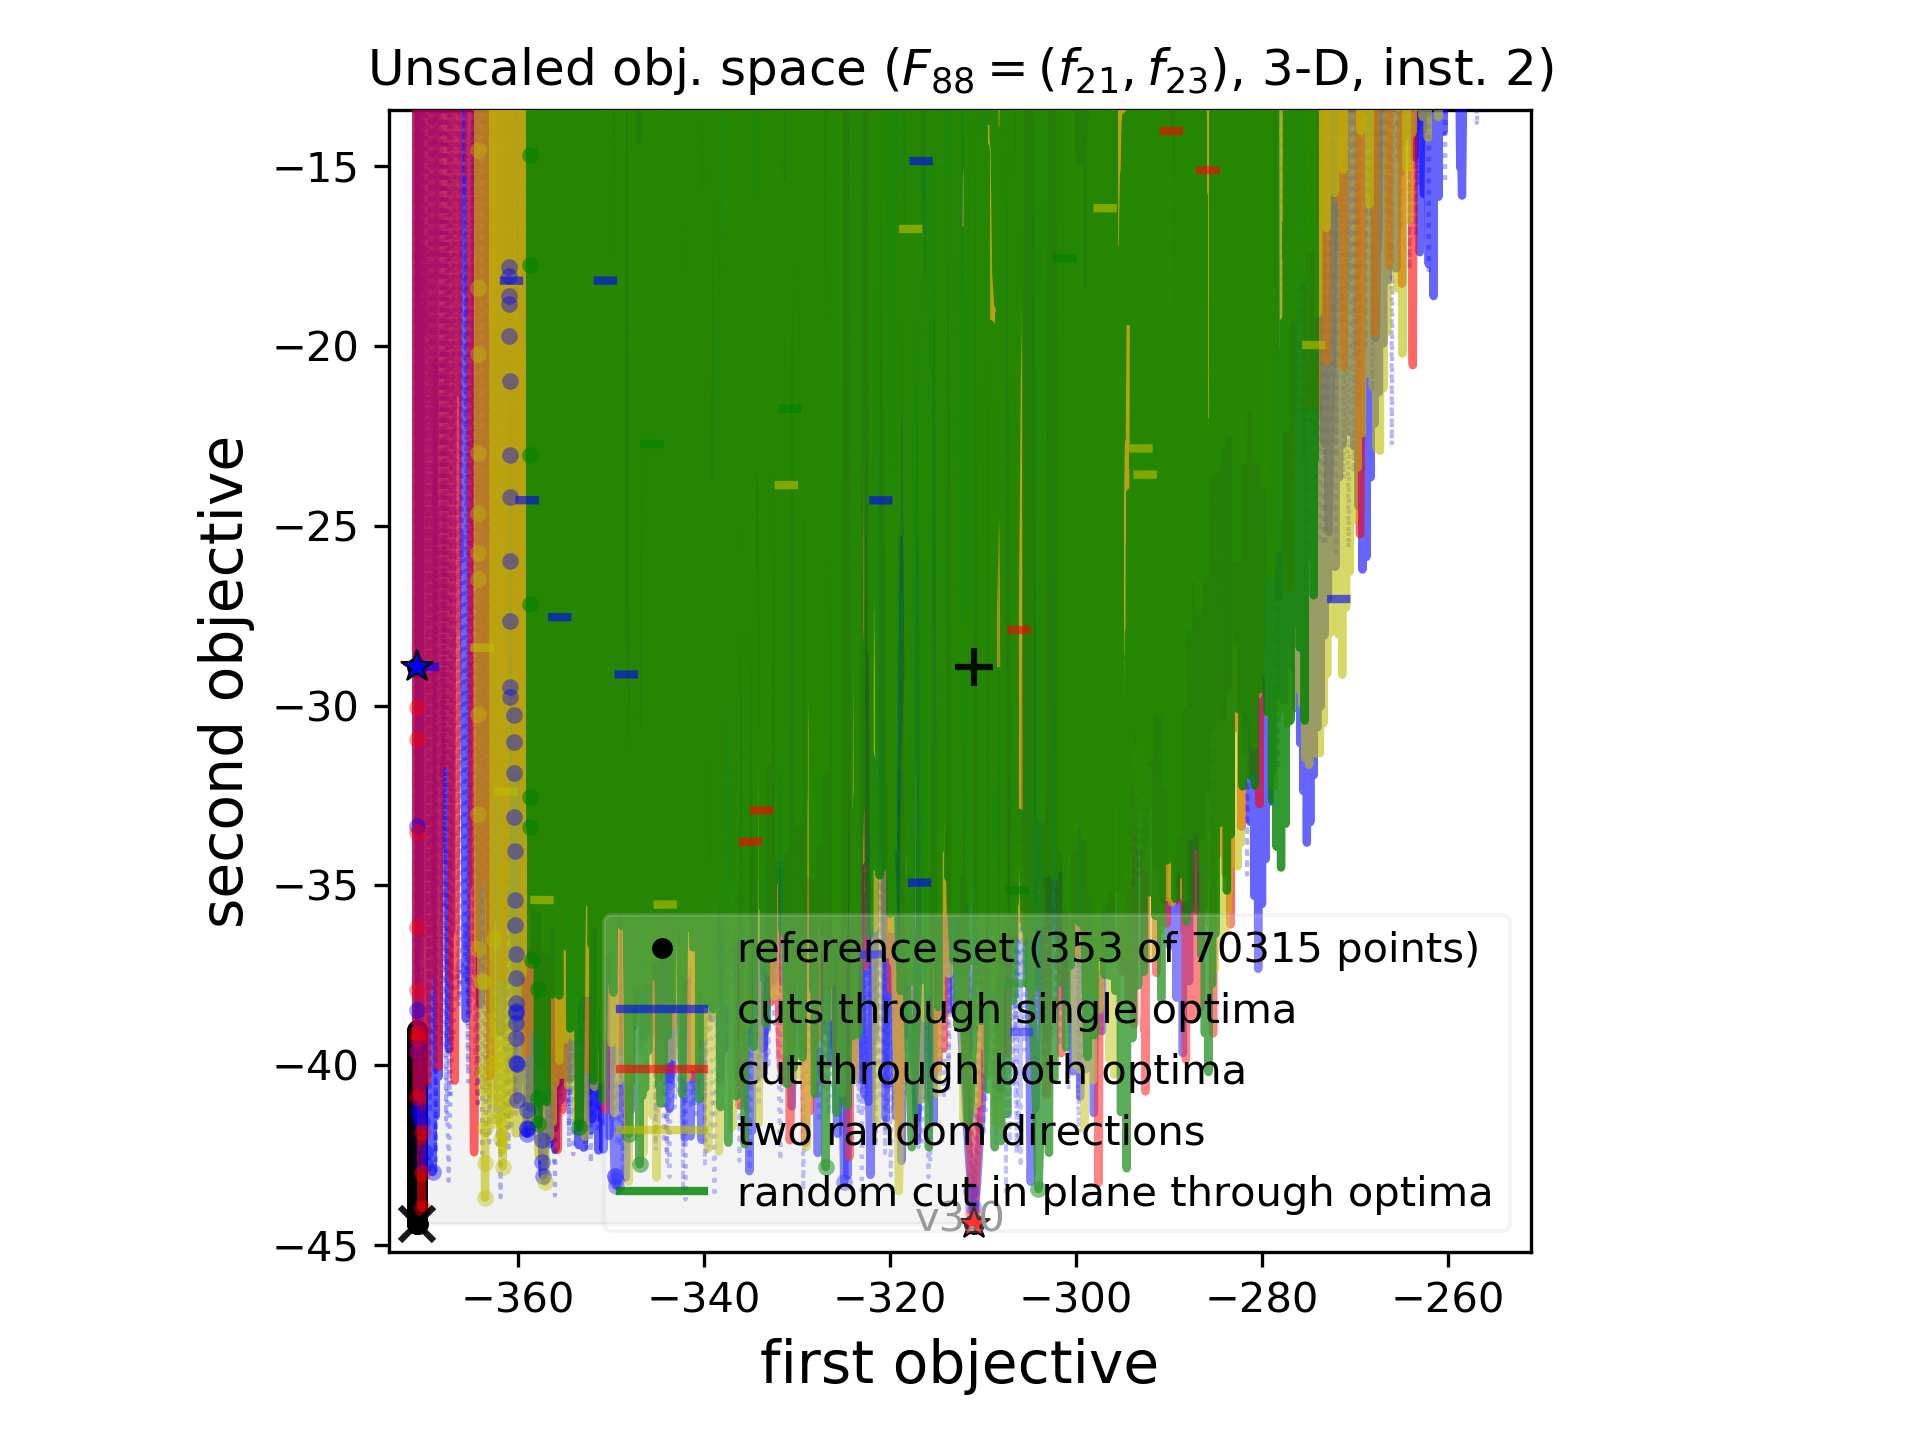 Unscaled obj. space (F₈₈ = (f₂₁, f₂₃), 3-D, inst. 2)
second objective
−15
−20
−25
−30
−35
−40
−45
reference set (353 of 70315 points)
cuts through single optima
cut through both optima
two random directions
random cut in plane through optima
v3.0
−360
−340
−320
−300
−280
−260
first objective